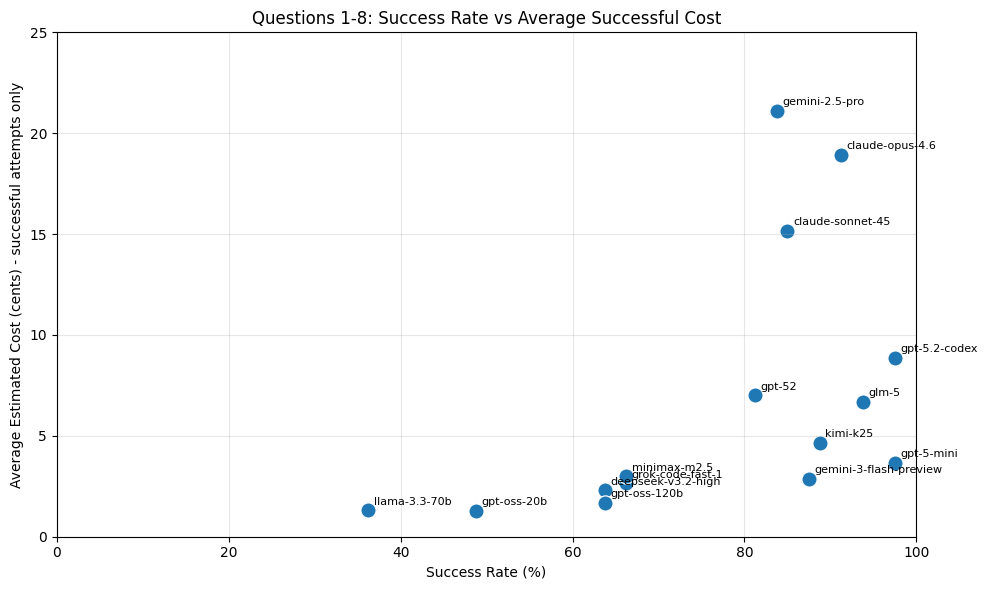 Questions 1-8: Success Rate vs Average Successful Cost
Average Estimated Cost (cents) - successful attempts only
25
20
15
10
5
0
gemini-2.5-pro
claude-opus-4.6
claude-sonnet-45
gpt-5.2-codex
gpt-52
glm-5
kimi-k25
gpt-5-mini
gemini-3-flash-preview
minimax-m2.5
grok-code-fast-1
deepseek-v3.2-high
gpt-oss-120b
llama-3.3-70b
gpt-oss-20b
0
20
40
60
80
100
Success Rate (%)